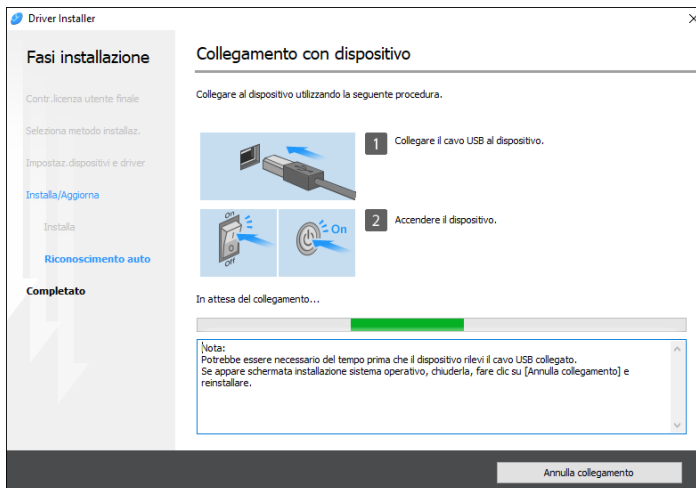 Driver Installer
Fasi installazione
Contr.licenza utente finale
Seleziona metodo installaz.
Impostaz.dispositivi e driver
Installa/Aggiorna
Installa
Riconoscimento auto
Completato
Collegamento con dispositivo
Collegare al dispositivo utilizzando la seguente procedura.
1 Collegare il cavo USB al dispositivo.
On
Off
On
2 Accendere il dispositivo.
In attesa del collegamento...
Nota:
Potrebbe essere necessario del tempo prima che il dispositivo rilevi il cavo USB collegato.
Se appare schermata installazione sistema operativo, chiuderla, fare clic su [Annulla collegamento] e
reinstallare.
Annulla collegamento